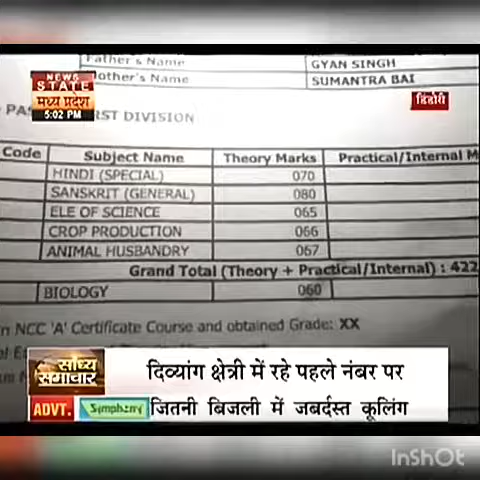 Father's Name GYAN SINGH
Mother's Name SUMANTRA BAI
NEWS
STATE
मध्य प्रदेश
5:02 PM
डिंडोरी
FIRST DIVISION
Code Subject Name Theory Marks Practical/Internal M
HINDI (SPECIAL) 070
SANSKRIT (GENERAL) 080
ELE OF SCIENCE 065
CROP PRODUCTION 066
ANIMAL HUSBANDRY 067
Grand Total (Theory + Practical/Internal) : 422
BIOLOGY 060
in NCC 'A' Certificate Course and obtained Grade: XX
सांध्य
समाचार
दिव्यांग क्षेत्री में रहे पहले नंबर पर
ADVT. Symphony जितनी बिजली में जबर्दस्त कूलिंग
InShOt